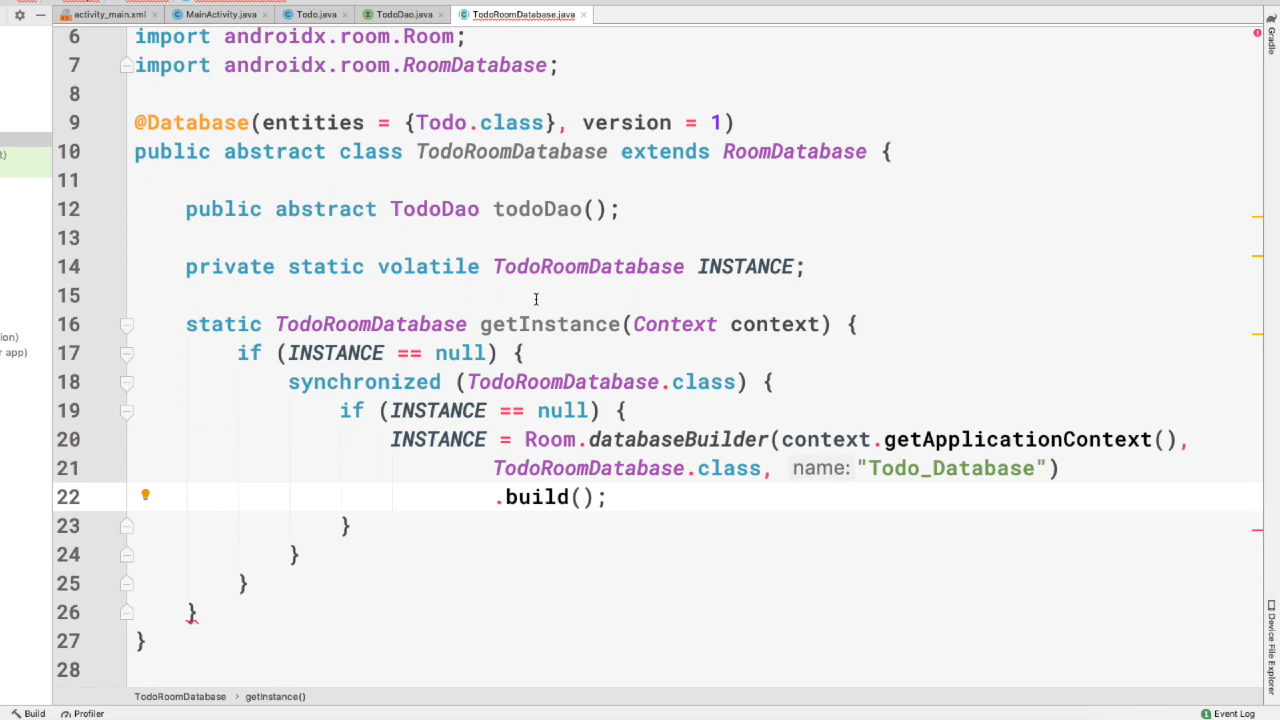 activity_main.xml MainActivity.java Todo.java TodoDao.java TodoRoomDatabase.java
6 import androidx.room.Room;
7 import androidx.room.RoomDatabase;
8
9 @Database(entities = {Todo.class}, version = 1)
10 public abstract class TodoRoomDatabase extends RoomDatabase {
11
12 public abstract TodoDao todoDao();
13
14 private static volatile TodoRoomDatabase INSTANCE;
15
16 static TodoRoomDatabase getInstance(Context context) {
17 if (INSTANCE == null) {
18 synchronized (TodoRoomDatabase.class) {
19 if (INSTANCE == null) {
20 INSTANCE = Room.databaseBuilder(context.getApplicationContext(),
21 TodoRoomDatabase.class, name: "Todo_Database")
22 .build();
23 }
24 }
25 }
26 }
27 }
28
t)
ion)
r app)
Gradle
Device File Explorer
TodoRoomDatabase > getInstance()
Build Profiler 1 Event Log